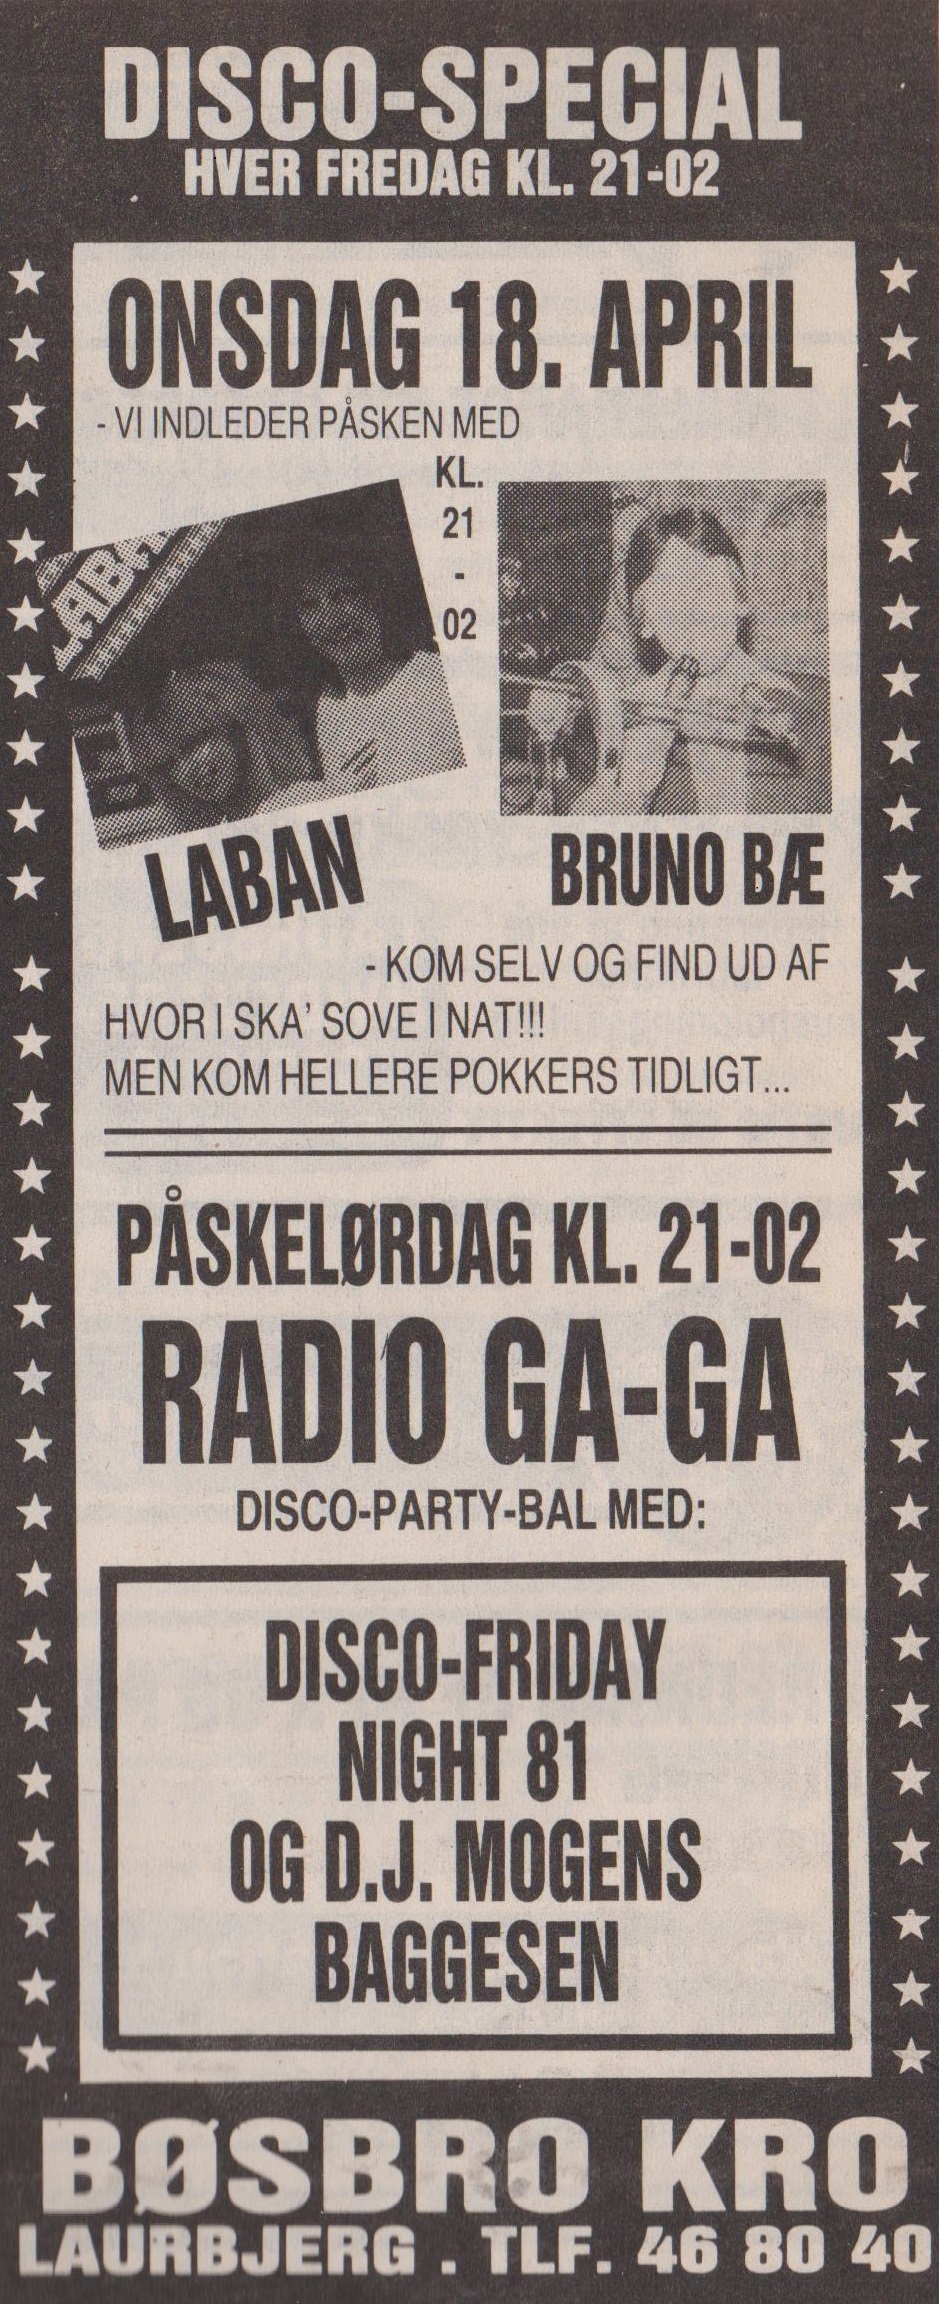 DISCO-SPECIAL
HVER FREDAG KL. 21-02
ONSDAG 18. APRIL
- VI INDLEDER PÅSKEN MED
KL.
21
-
02
LABAN
BRUNO BÆ
- KOM SELV OG FIND UD AF
HVOR I SKA' SOVE I NAT!!!
MEN KOM HELLERE POKKERS TIDLIGT...
PÅSKELØRDAG KL. 21-02
RADIO GA-GA
DISCO-PARTY-BAL MED:
DISCO-FRIDAY
NIGHT 81
OG D.J. MOGENS
BAGGESEN
BØSBRO KRO
LAURBJERG . TLF. 46 80 40